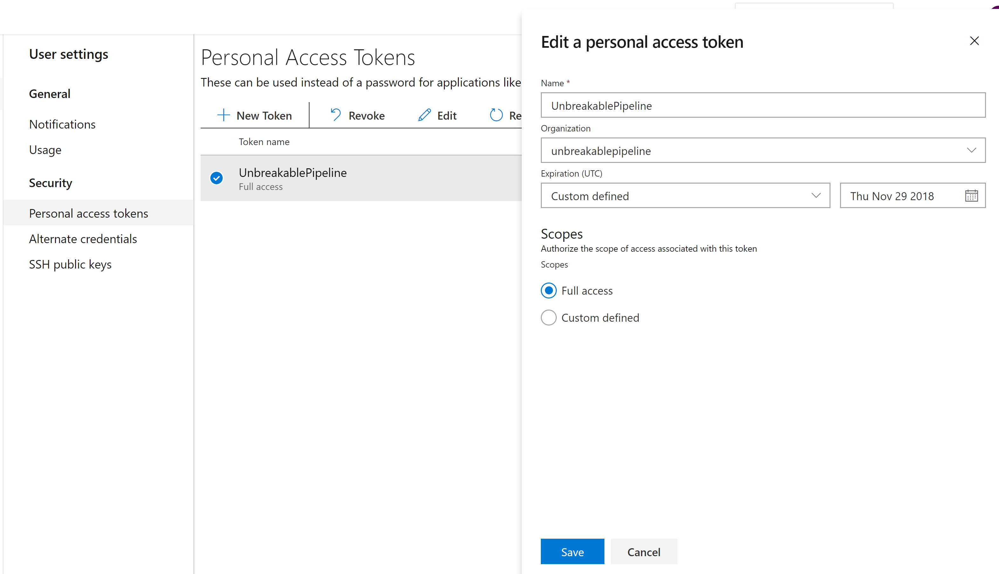 User settings
General
Notifications
Usage
Security
Personal access tokens
Alternate credentials
SSH public keys
Personal Access Tokens
These can be used instead of a password for applications like
New Token
Revoke
Edit
Re
Token name
UnbreakablePipeline
Full access
Edit a personal access token
Name *
UnbreakablePipeline
Organization
unbreakablepipeline
Expiration (UTC)
Custom defined
Thu Nov 29 2018
Scopes
Authorize the scope of access associated with this token
Scopes
Full access
Custom defined
Save
Cancel